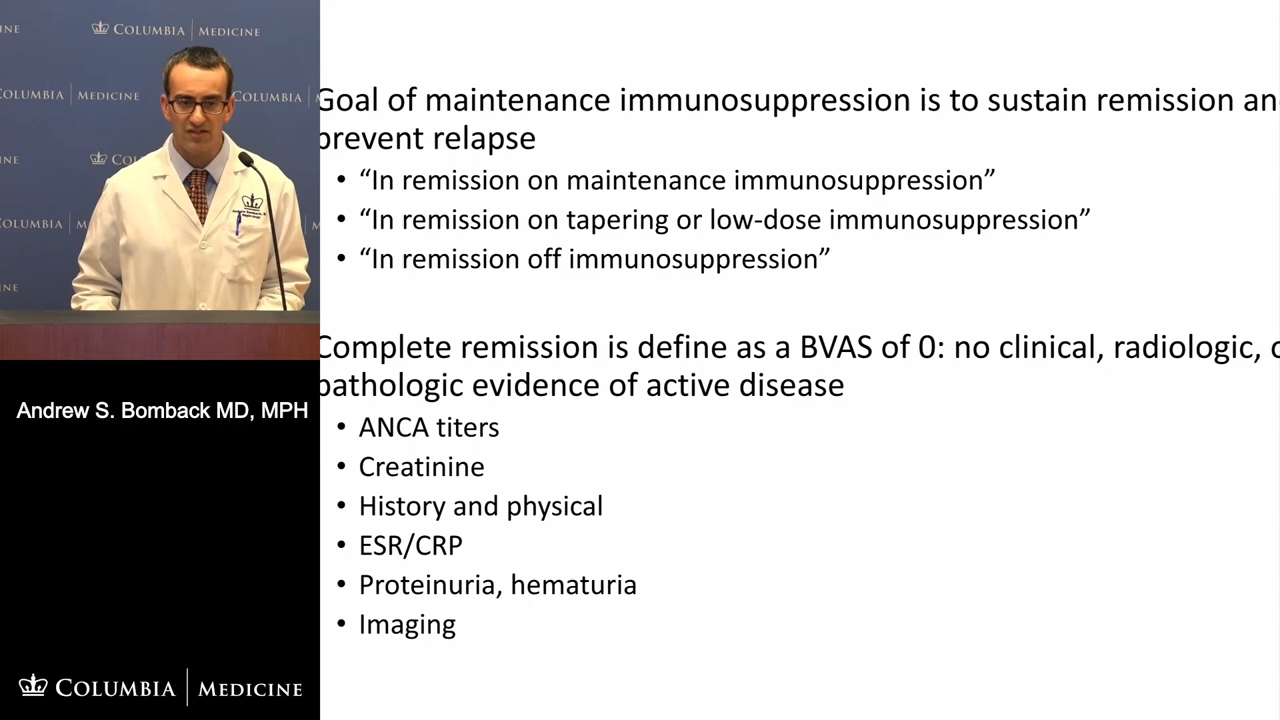 COLUMBIA | MEDICINE
COLUMBIA | MEDICINE
COLUMBIA
MEDICINE
Goal of maintenance immunosuppression is to sustain remission an
prevent relapse
• “In remission on maintenance immunosuppression”
• “In remission on tapering or low-dose immunosuppression”
• “In remission off immunosuppression”
Complete remission is define as a BVAS of 0: no clinical, radiologic, o
pathologic evidence of active disease
• ANCA titers
• Creatinine
• History and physical
• ESR/CRP
• Proteinuria, hematuria
• Imaging
Andrew S. Bomback MD, MPH
COLUMBIA | MEDICINE